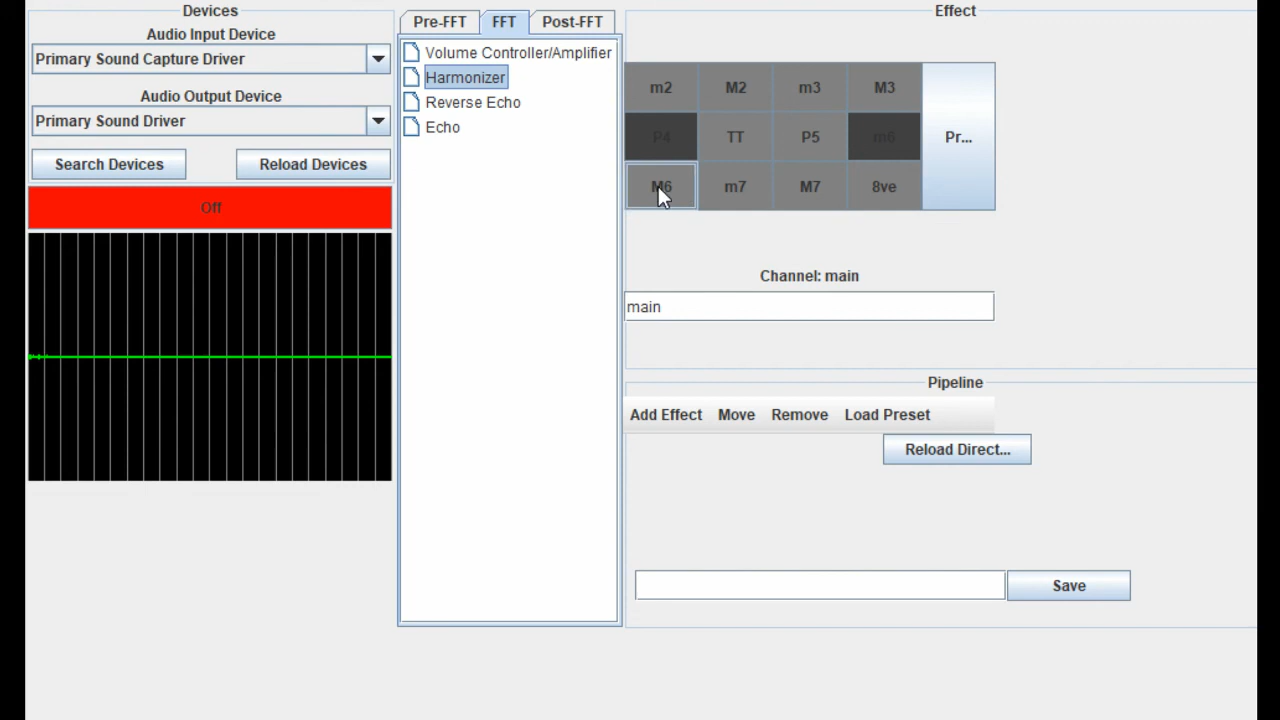 Devices
Audio Input Device
Primary Sound Capture Driver
Audio Output Device
Primary Sound Driver
Search Devices
Reload Devices
Off
Pre-FFT
FFT
Post-FFT
Volume Controller/Amplifier
Harmonizer
Reverse Echo
Echo
Effect
m2
M2
m3
M3
P4
TT
P5
m6
Pr...
M6
m7
M7
8ve
Channel: main
main
Pipeline
Add Effect
Move
Remove
Load Preset
Reload Direct...
Save